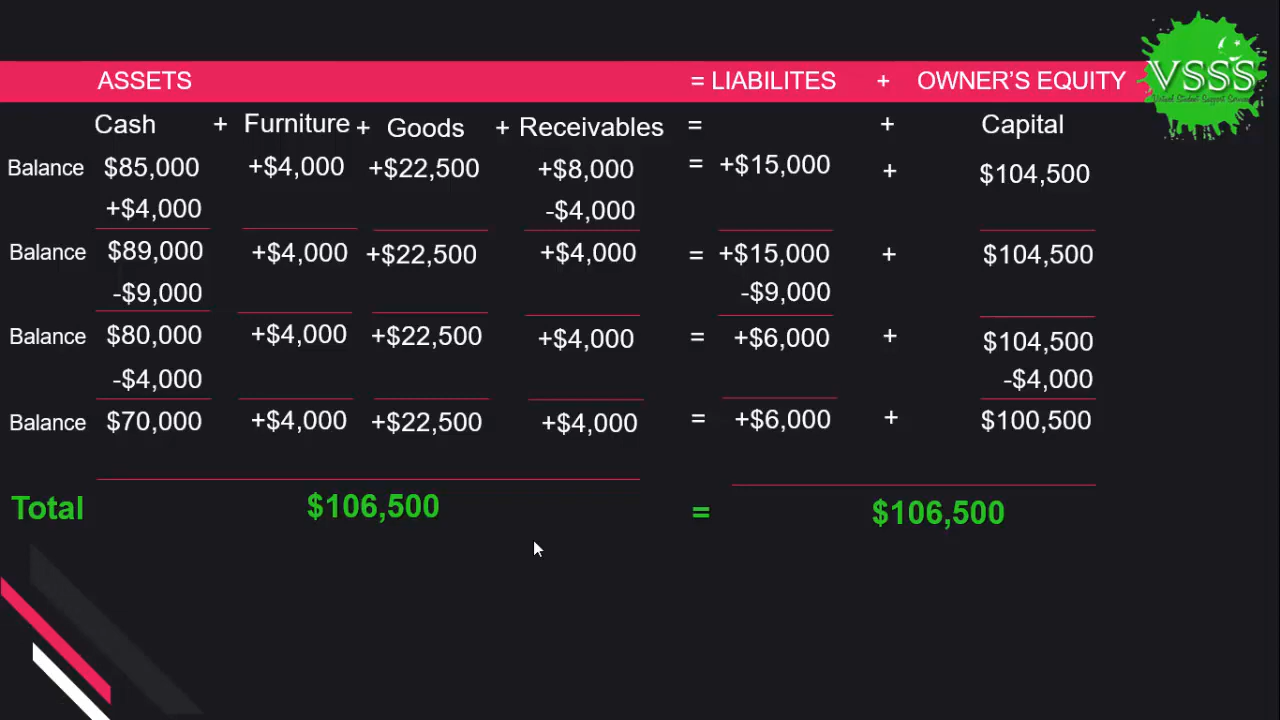 ASSETS = LIABILITES + OWNER'S EQUITY
VSSS
Virtual Student Support Services
Cash + Furniture + Goods + Receivables = + Capital
Balance $85,000 +$4,000 +$22,500 +$8,000 = +$15,000 + $104,500
+$4,000 -$4,000
Balance $89,000 +$4,000 +$22,500 +$4,000 = +$15,000 + $104,500
-$9,000 -$9,000
Balance $80,000 +$4,000 +$22,500 +$4,000 = +$6,000 + $104,500
-$4,000 -$4,000
Balance $70,000 +$4,000 +$22,500 +$4,000 = +$6,000 + $100,500
Total $106,500 = $106,500